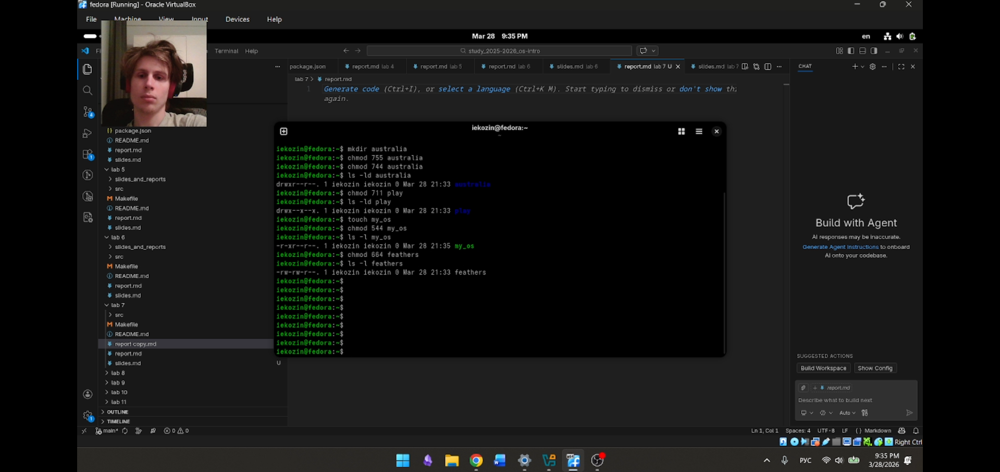 fedora [Running] - Oracle VirtualBox
File Machine View Input Devices Help
Mar 28 9:35 PM
en
Terminal Help
study_2025-2026_os-intro
package.json
report.md lab 4
report.md lab 5
report.md lab 6
slides.md lab 6
report.md lab 7 U
slides.md lab 7
CHAT
lab 7 > report.md
1 Generate code (Ctrl+I), or select a language (Ctrl+K M). Start typing to dismiss or don't show thi
again.
4
1
package.json
README.md
report.md
slides.md
lab 5
slides_and_reports
src
Makefile
README.md
report.md
slides.md
lab 6
slides_and_reports
src
Makefile
README.md
report.md
slides.md
lab 7
src
Makefile
README.md
report copy.md
report.md
slides.md
U
lab 8
lab 9
lab 10
lab 11
OUTLINE
TIMELINE
1
iekozin@fedora:~
~
iekozin@fedora:~$ mkdir australia
iekozin@fedora:~$ chmod 755 australia
iekozin@fedora:~$ chmod 744 australia
iekozin@fedora:~$ ls -ld australia
drwxr--r--. 1 iekozin iekozin 0 Mar 28 21:33 australia
iekozin@fedora:~$ chmod 711 play
iekozin@fedora:~$ ls -ld play
drwx--x--x. 1 iekozin iekozin 0 Mar 28 21:33 play
iekozin@fedora:~$ touch my_os
iekozin@fedora:~$ chmod 544 my_os
iekozin@fedora:~$ ls -l my_os
-r-xr--r--. 1 iekozin iekozin 0 Mar 28 21:35 my_os
iekozin@fedora:~$ chmod 664 feathers
iekozin@fedora:~$ ls -l feathers
-rw-rw-r--. 1 iekozin iekozin 0 Mar 28 21:33 feathers
iekozin@fedora:~$
iekozin@fedora:~$
iekozin@fedora:~$
iekozin@fedora:~$
iekozin@fedora:~$
iekozin@fedora:~$
iekozin@fedora:~$
iekozin@fedora:~$
iekozin@fedora:~$
Build with Agent
AI responses may be inaccurate.
Generate Agent Instructions to onboard
AI onto your codebase.
SUGGESTED ACTIONS
Build Workspace Show Config
+ report.md
Describe what to build next
Auto
main* 0 0
Ln 1, Col 1 Spaces: 4 UTF-8 LF { } Markdown
Right Ctrl
РУС
9:35 PM
3/28/2026